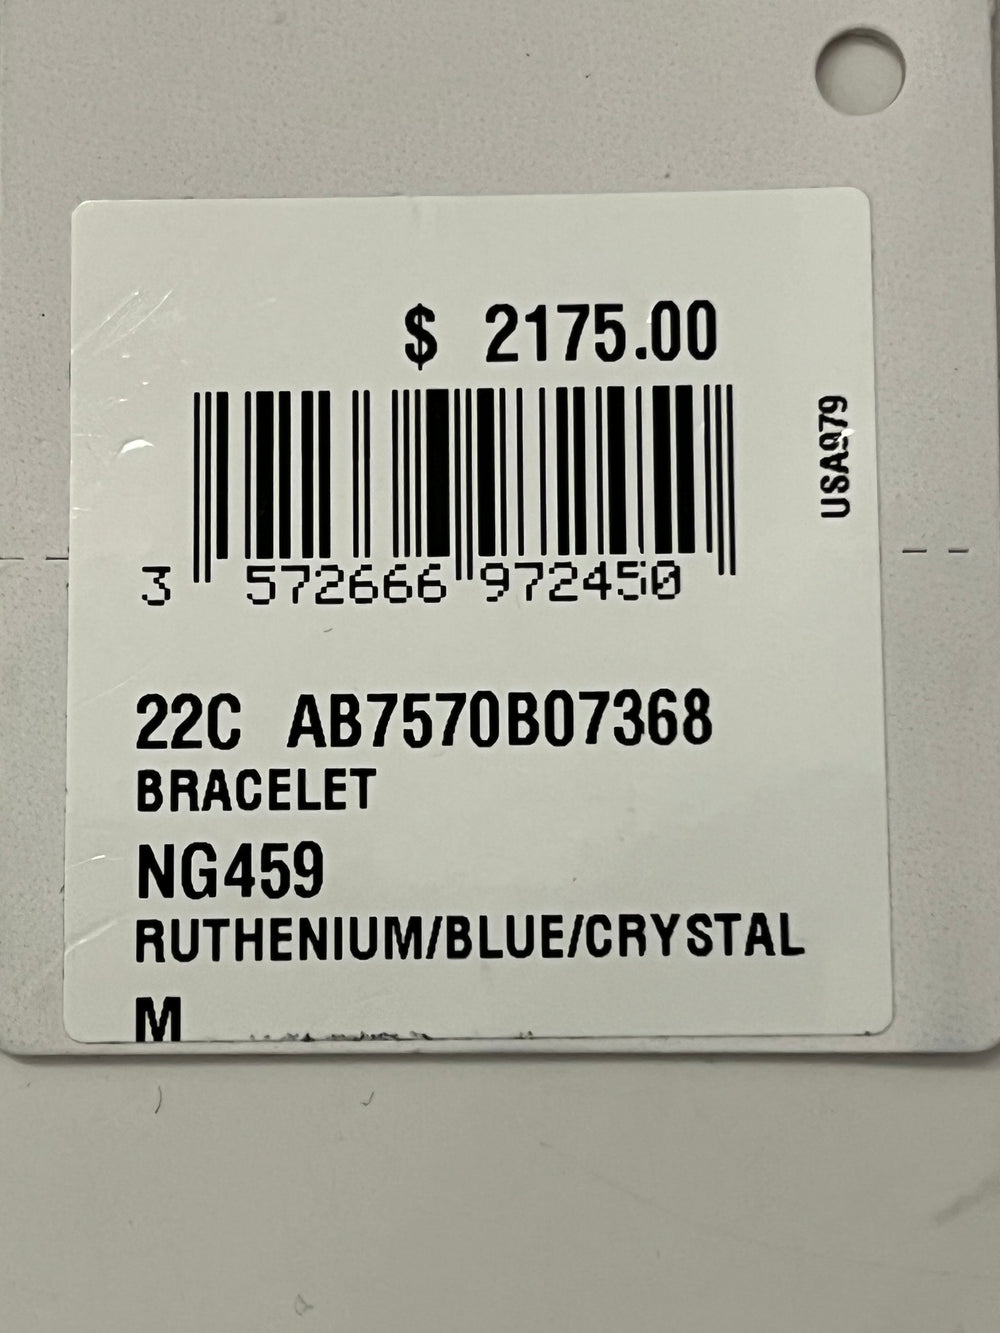 $ 2175.00
USA979
3 572666 972450
22C AB7570B07368
BRACELET
NG459
RUTHENIUM/BLUE/CRYSTAL
M